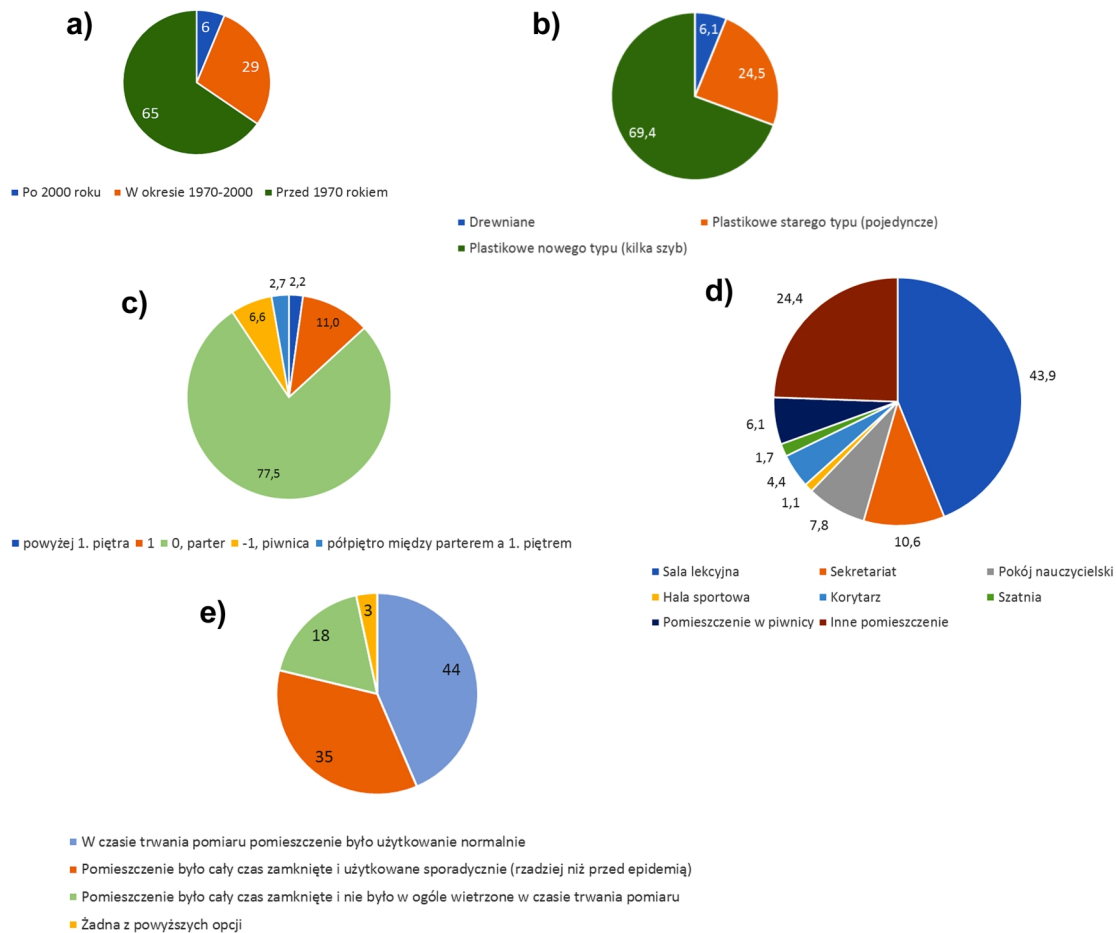 a)
6
29
65
Po 2000 roku W okresie 1970-2000 Przed 1970 rokiem
b)
6,1
24,5
69,4
Drewniane Plastikowe starego typu (pojedyncze)
Plastikowe nowego typu (kilka szyb)
c)
2,7 2,2
6,6 11,0
77,5
powyżej 1. piętra 1 0, parter -1, piwnica półpiętro między parterem a 1. piętrem
d)
24,4
43,9
6,1
1,7
4,4
1,1
7,8
10,6
Sala lekcyjna Sekretariat Pokój nauczycielski
Hala sportowa Korytarz Szatnia
Pomieszczenie w piwnicy Inne pomieszczenie
e)
3
18
44
35
W czasie trwania pomiaru pomieszczenie było użytkowanie normalnie
Pomieszczenie było cały czas zamknięte i użytkowane sporadycznie (rzadziej niż przed epidemią)
Pomieszczenie było cały czas zamknięte i nie było w ogóle wietrzone w czasie trwania pomiaru
Żadna z powyższych opcji